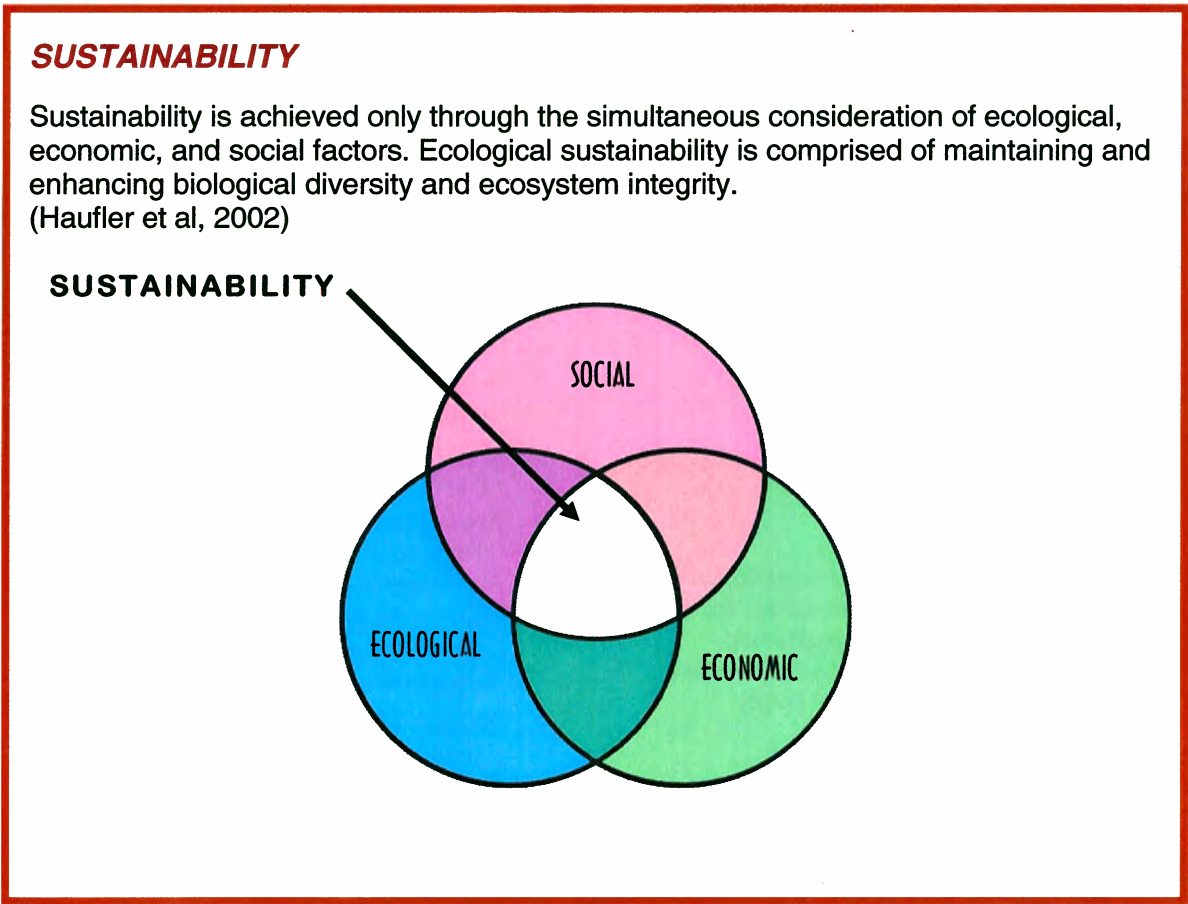 SUSTAINABILITY
Sustainability is achieved only through the simultaneous consideration of ecological,
economic, and social factors. Ecological sustainability is comprised of maintaining and
enhancing biological diversity and ecosystem integrity.
(Haufler et al, 2002)
SUSTAINABILITY
SOCIAL
ECOLOGICAL
ECONOMIC